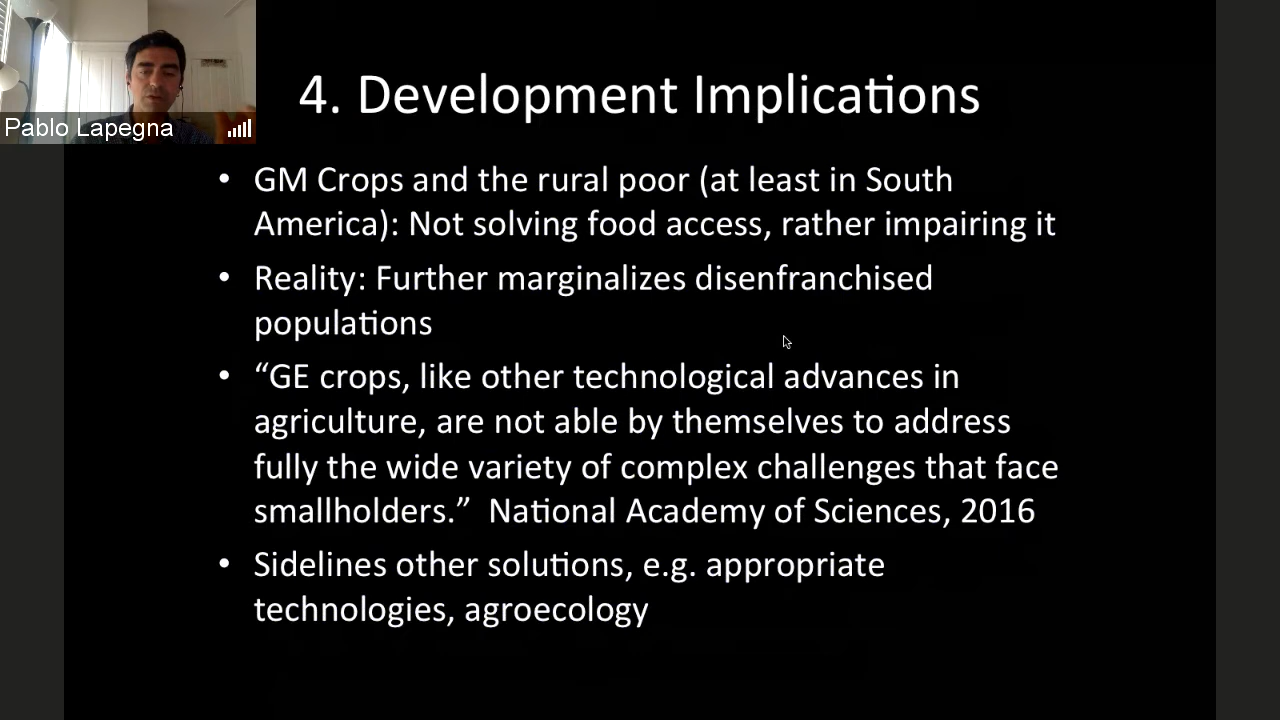 Pablo Lapegna
4. Development Implications
• GM Crops and the rural poor (at least in South
America): Not solving food access, rather impairing it
• Reality: Further marginalizes disenfranchised
populations
• “GE crops, like other technological advances in
agriculture, are not able by themselves to address
fully the wide variety of complex challenges that face
smallholders.”  National Academy of Sciences, 2016
• Sidelines other solutions, e.g. appropriate
technologies, agroecology